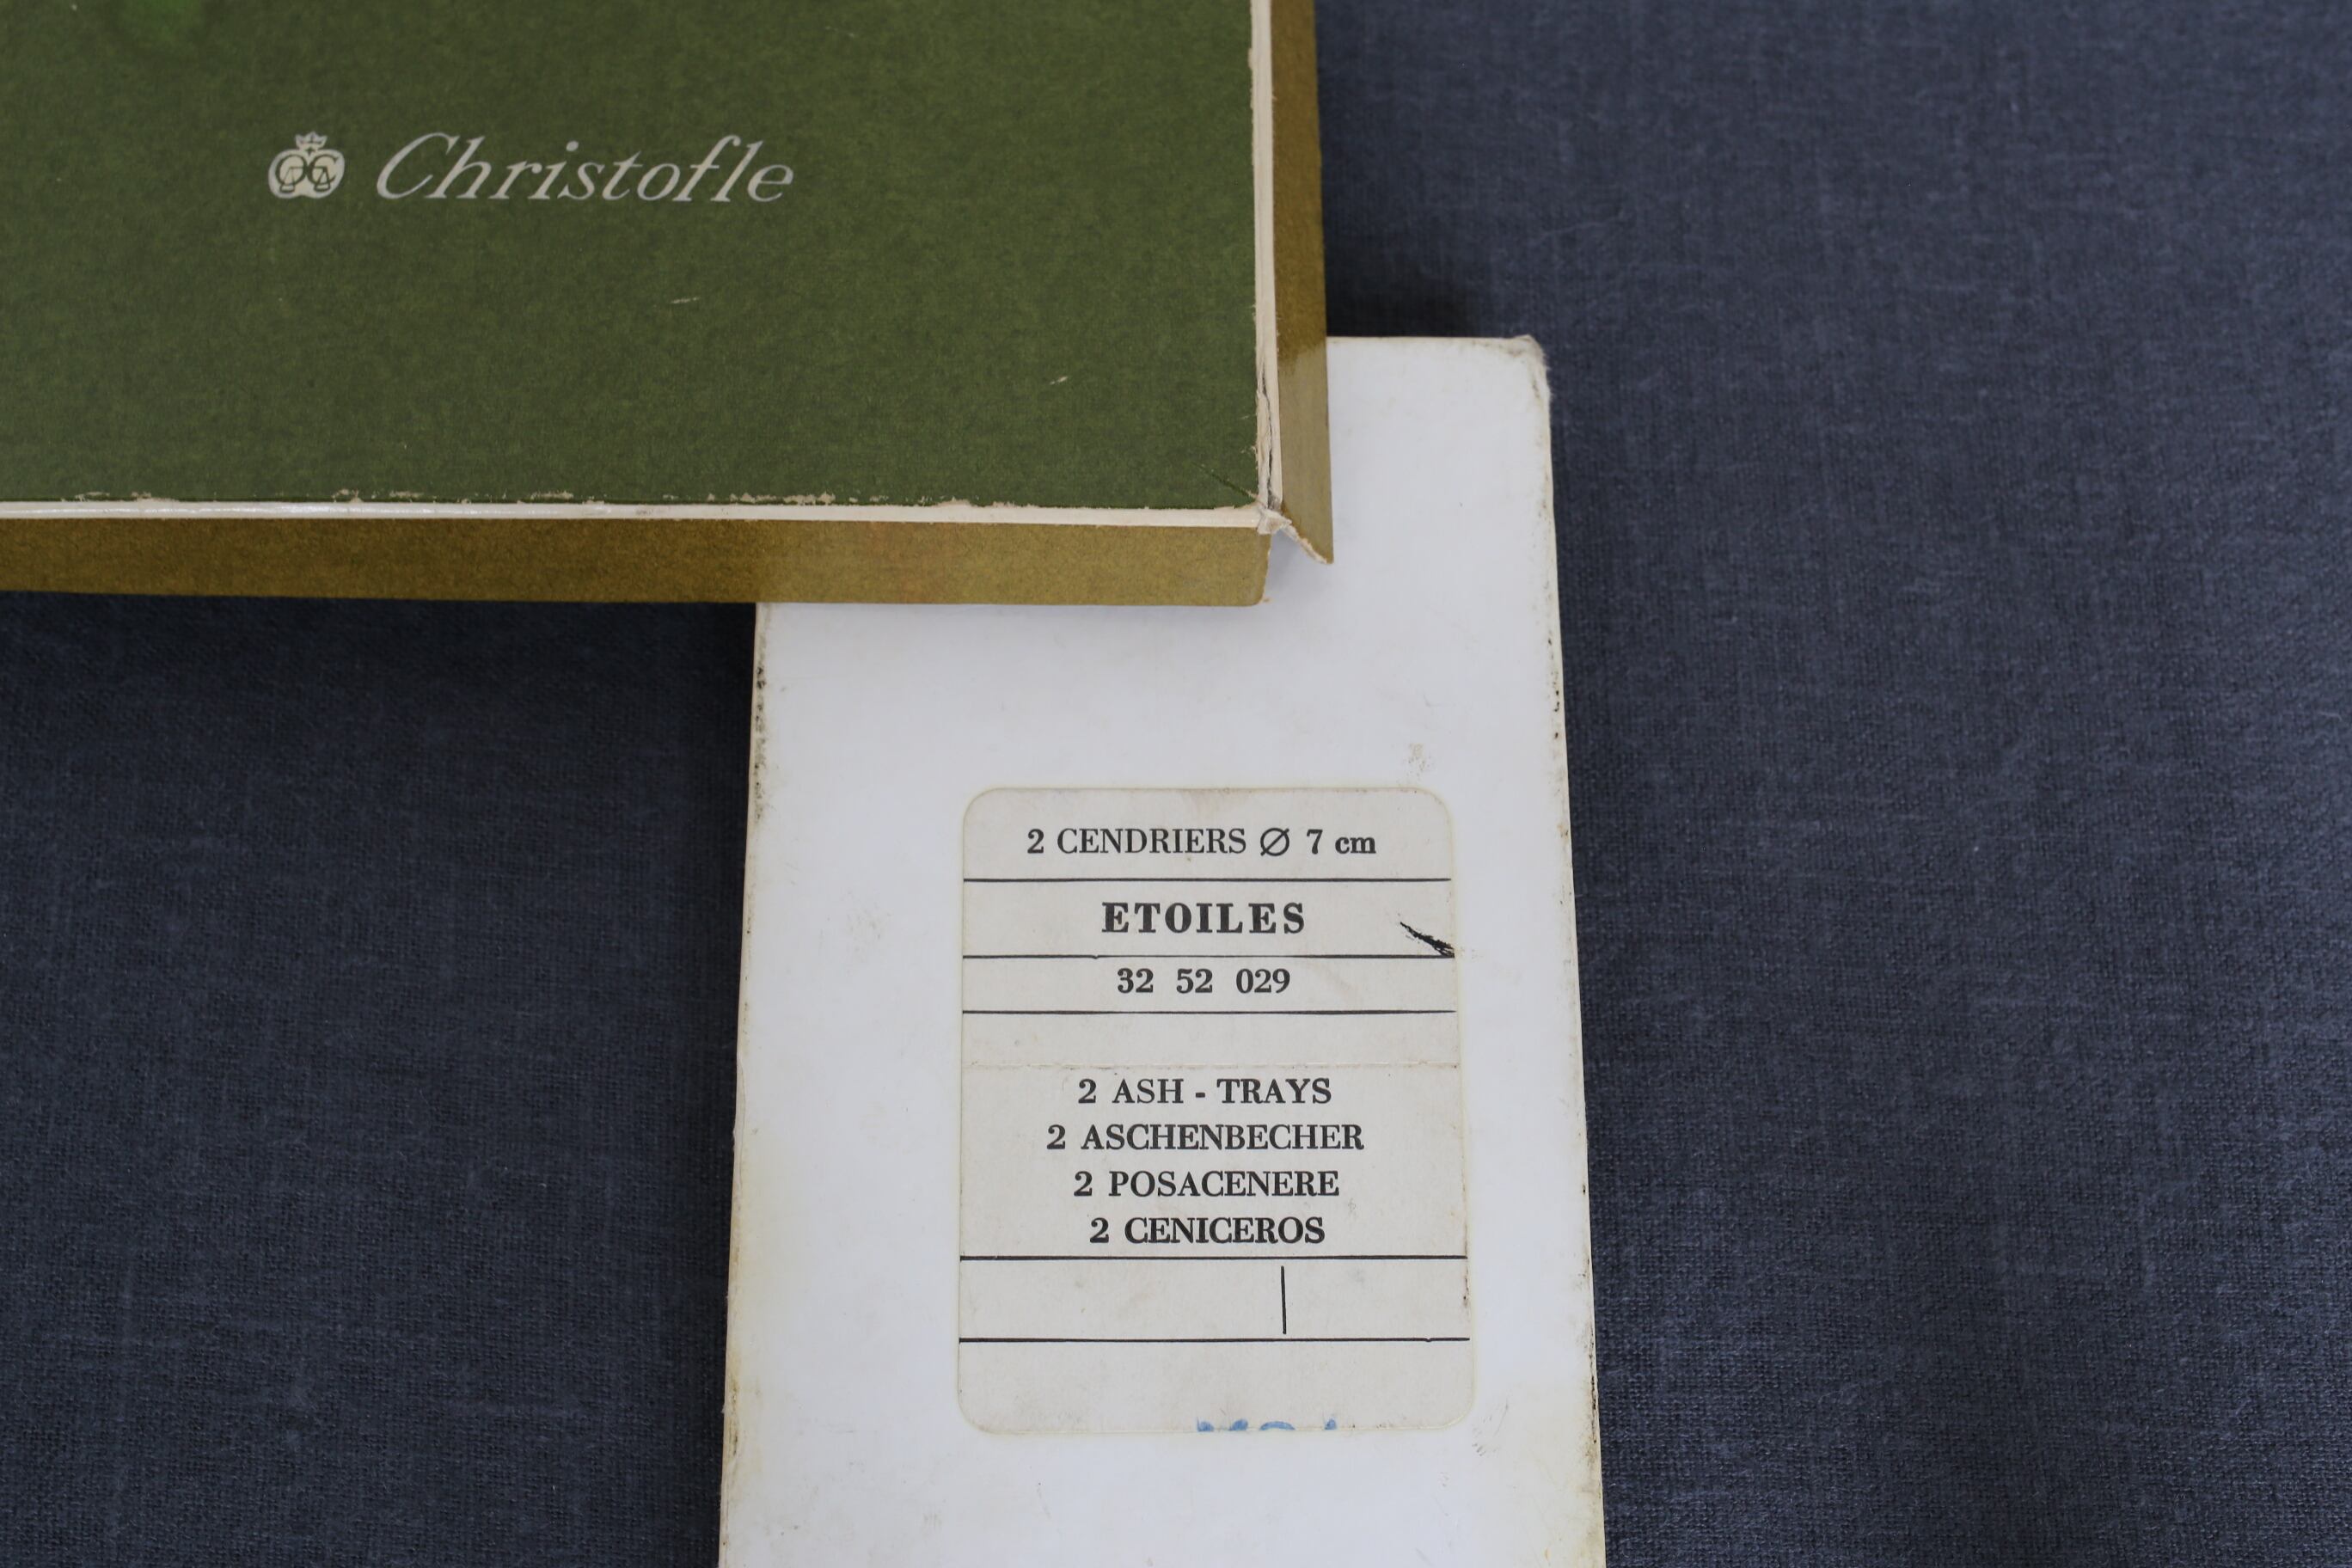 Christofle
2 CENDRIERS ∅ 7 cm
ETOILES
32 52 029
2 ASH - TRAYS
2 ASCHENBECHER
2 POSACENERE
2 CENICEROS